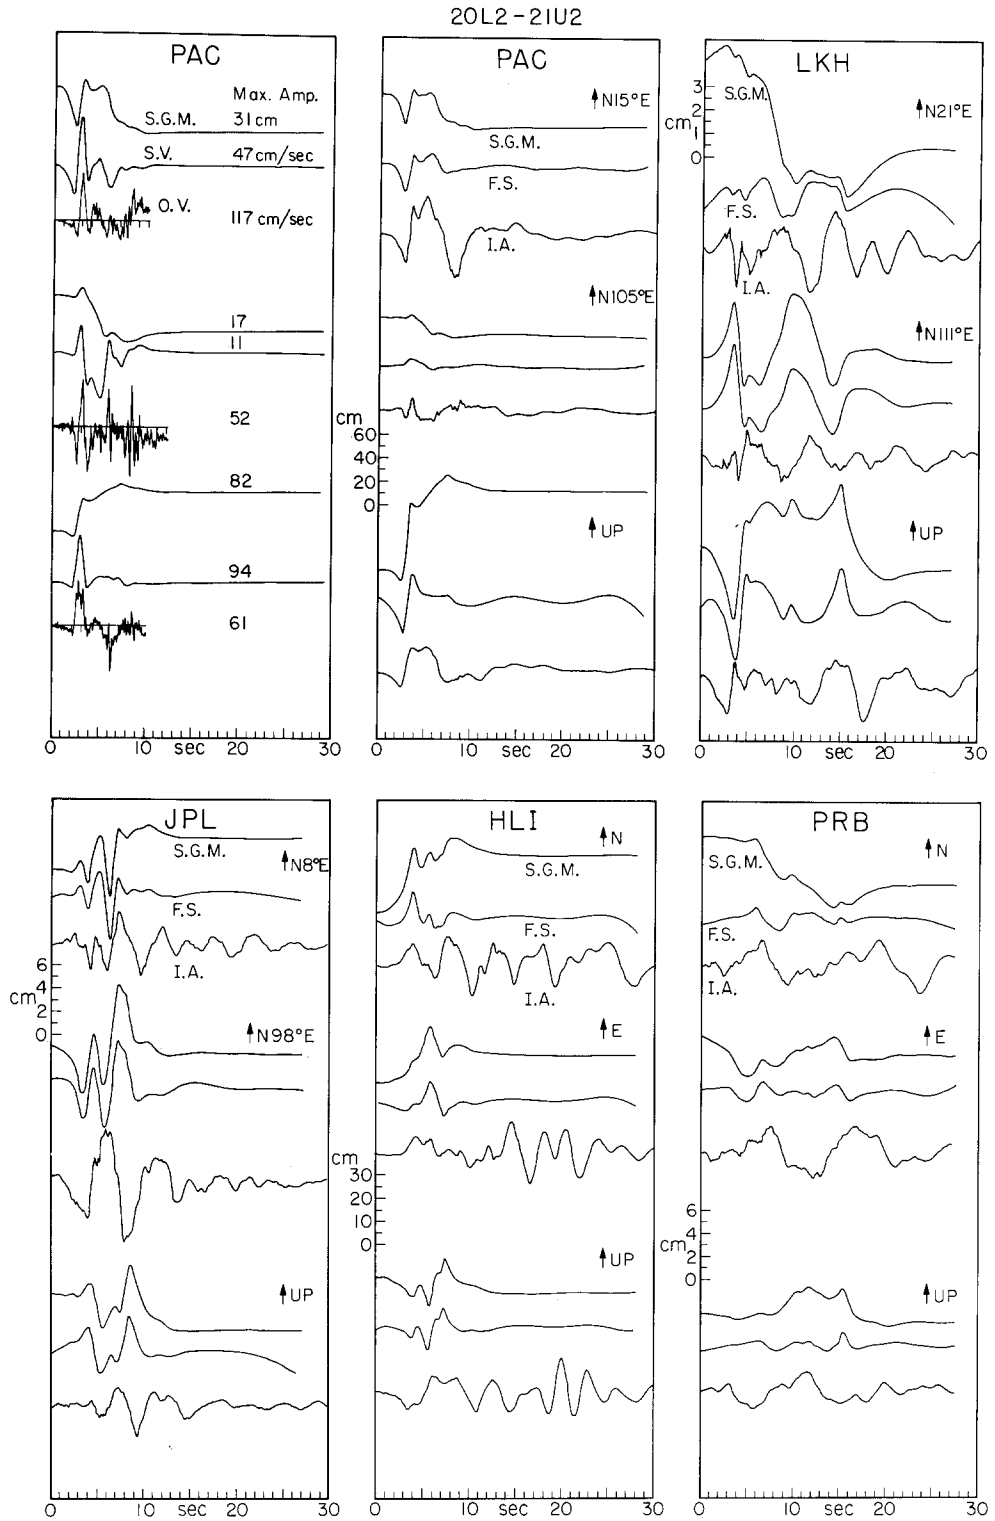 20L2-21U2
PAC
Max. Amp.
S.G.M. 31 cm
S.V. 47 cm/sec
O.V. 117 cm/sec
17
11
52
82
94
61
0 10 sec 20 30
PAC
N15°E
S.G.M.
F.S.
I.A.
N105°E
cm
60
40
20
0
UP
0 10 sec 20 30
LKH
3
2
1
0
cm
S.G.M.
N21°E
F.S.
I.A.
N111°E
UP
0 10 sec 20 30
JPL
S.G.M.
N8°E
F.S.
I.A.
6
4
2
0
cm
N98°E
UP
0 10 sec 20 30
HLI
N
S.G.M.
F.S.
I.A.
E
cm
30
20
10
0
UP
0 10 sec 20 30
PRB
S.G.M.
N
F.S.
I.A.
E
6
4
2
0
cm
UP
0 10 sec 20 30